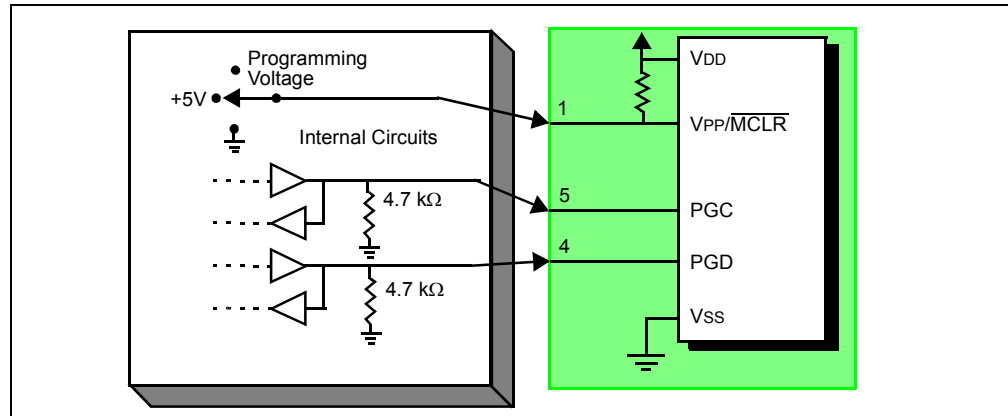 Programming
Voltage
+5V
Internal Circuits
4.7 kΩ
4.7 kΩ
1
5
4
VDD
VPP/MCLR
PGC
PGD
VSS